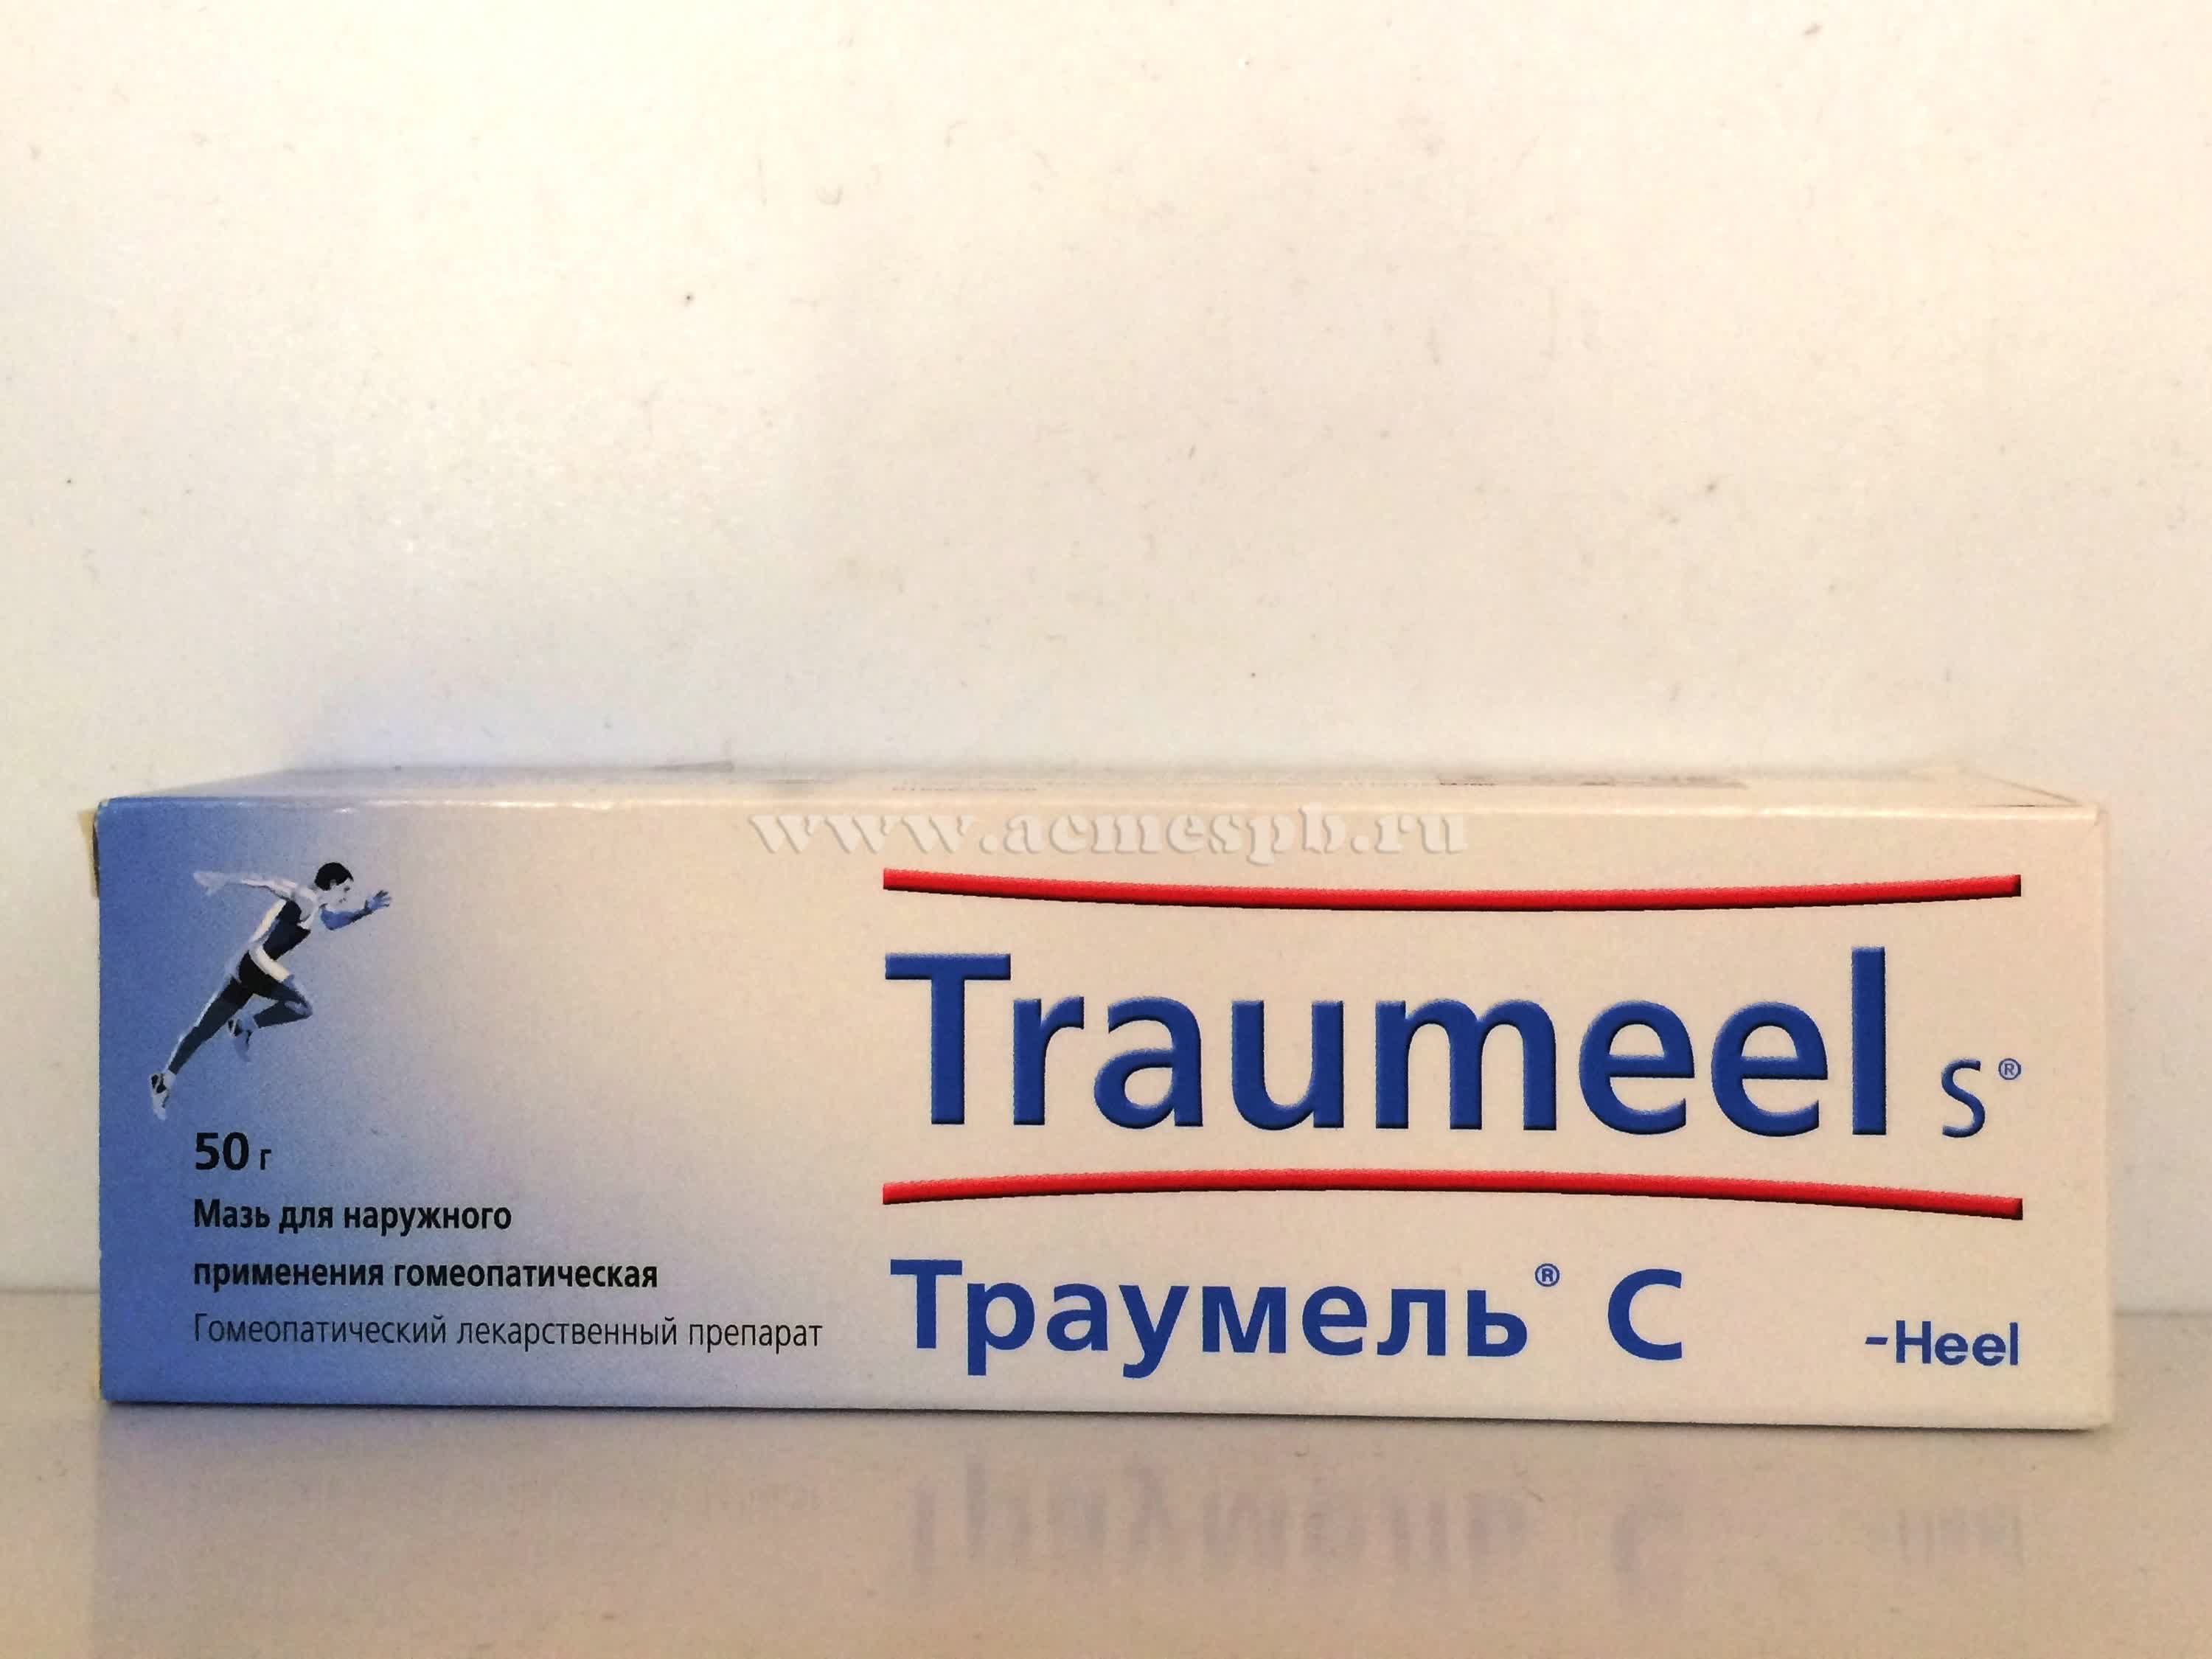 www.acmespb.ru
Traumeel S®
Траумель® С
-Heel
50 г
Мазь для наружного
применения гомеопатическая
Гомеопатический лекарственный препарат